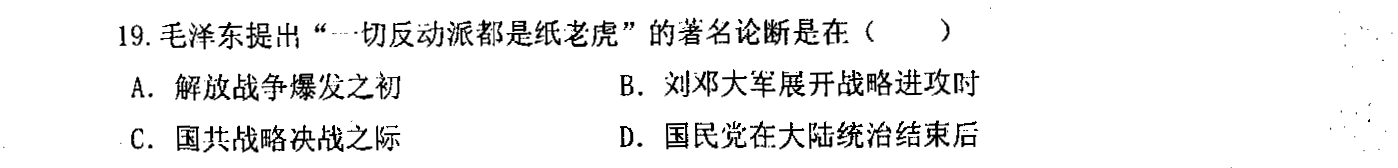 19. 毛泽东提出“一切反动派都是纸老虎”的著名论断是在（　　）
A. 解放战争爆发之初　　B. 刘邓大军展开战略进攻时
C. 国共战略决战之际　　D. 国民党在大陆统治结束后